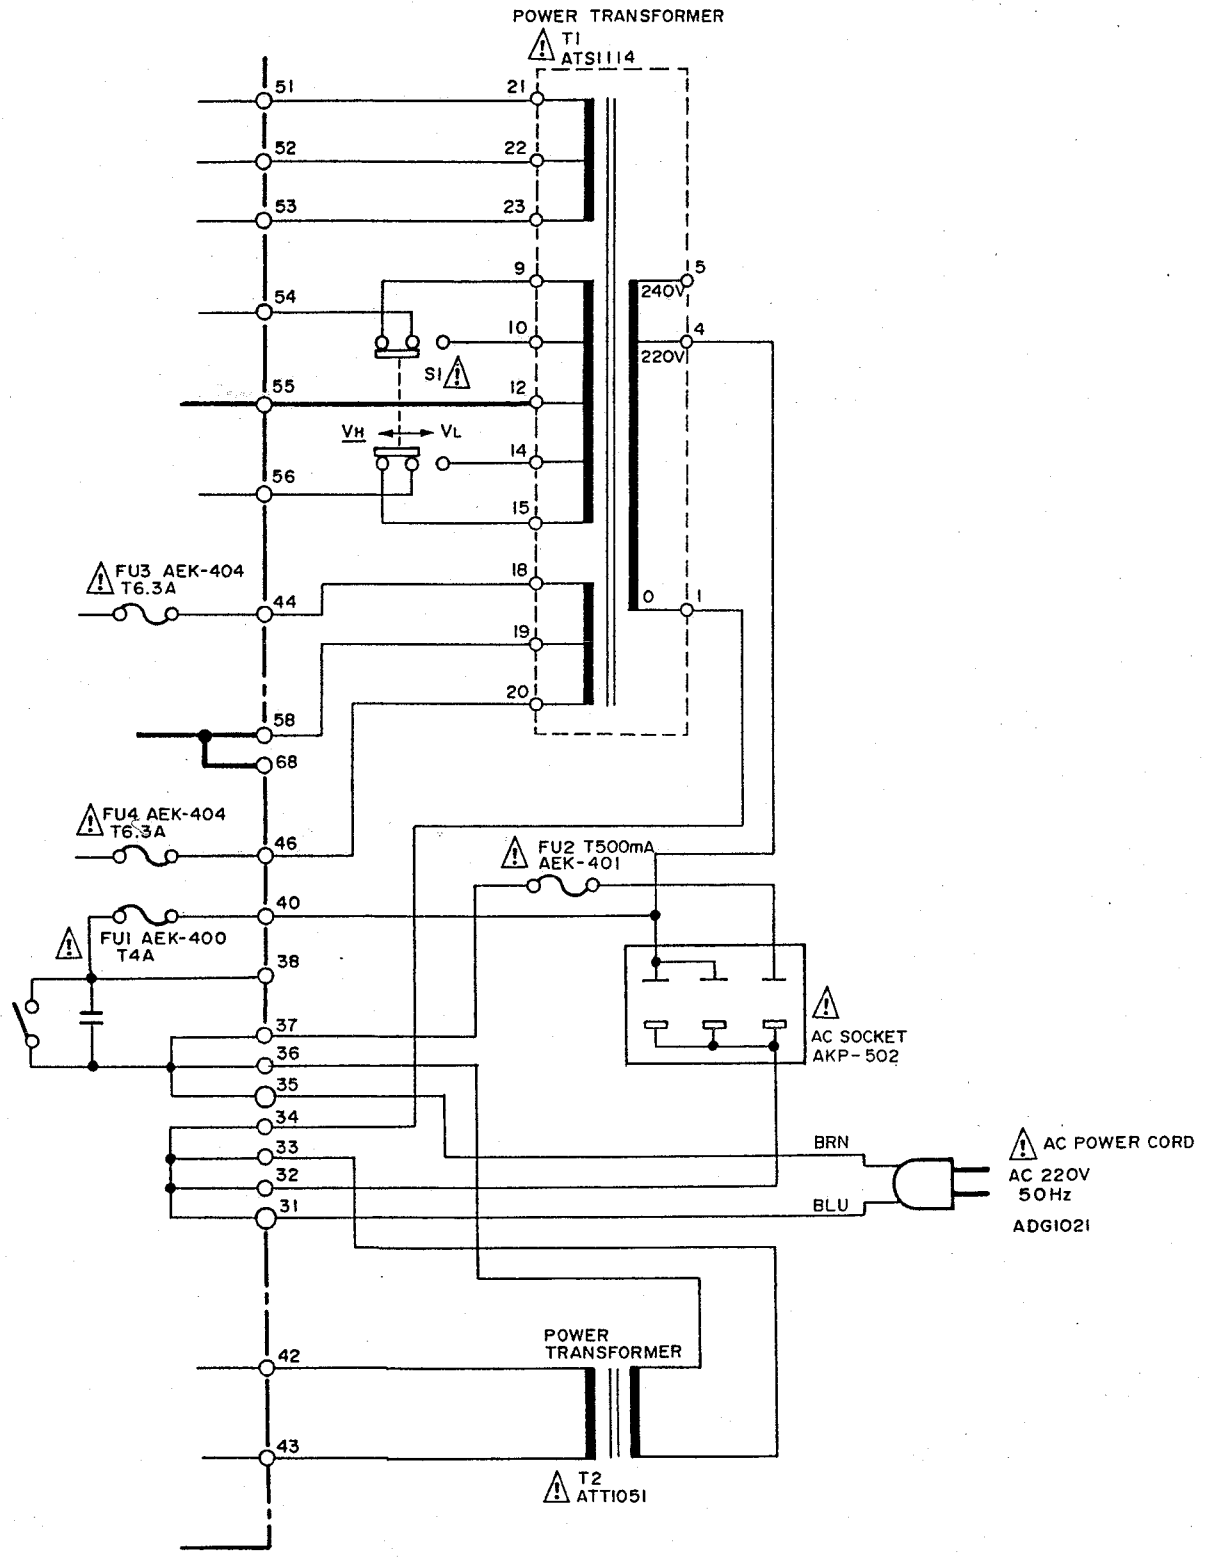 POWER TRANSFORMER
T1
ATS1114
51
21
52
22
53
23
9
5
240V
54
10
4
220V
S1
55
12
VH
VL
14
56
15
FU3 AEK-404
T6.3A
18
44
0
1
19
20
58
68
FU4 AEK-404
T6.3A
46
FU2 T500mA
AEK-401
40
FU1 AEK-400
T4A
38
37
AC SOCKET
AKP-502
36
35
34
33
BRN
AC POWER CORD
32
AC 220V
50Hz
31
BLU
ADG1021
POWER
TRANSFORMER
42
43
T2
ATT1051